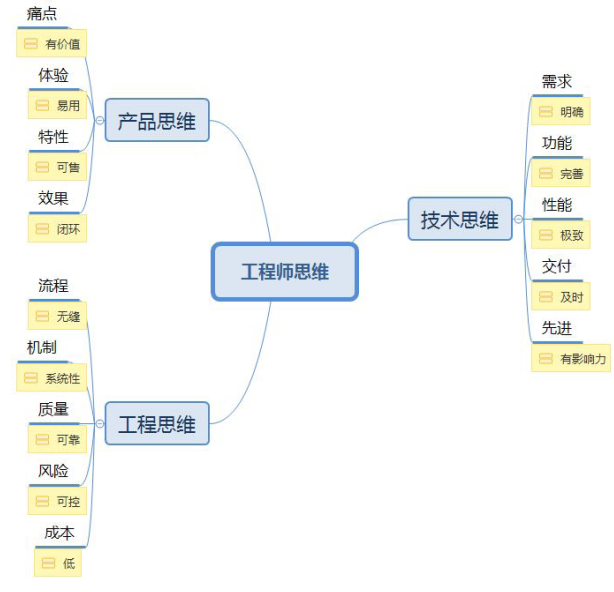 工程师思维
产品思维
痛点
有价值
体验
易用
特性
可售
效果
闭环
工程思维
流程
无缝
机制
系统性
质量
可靠
风险
可控
成本
低
技术思维
需求
明确
功能
完善
性能
极致
交付
及时
先进
有影响力